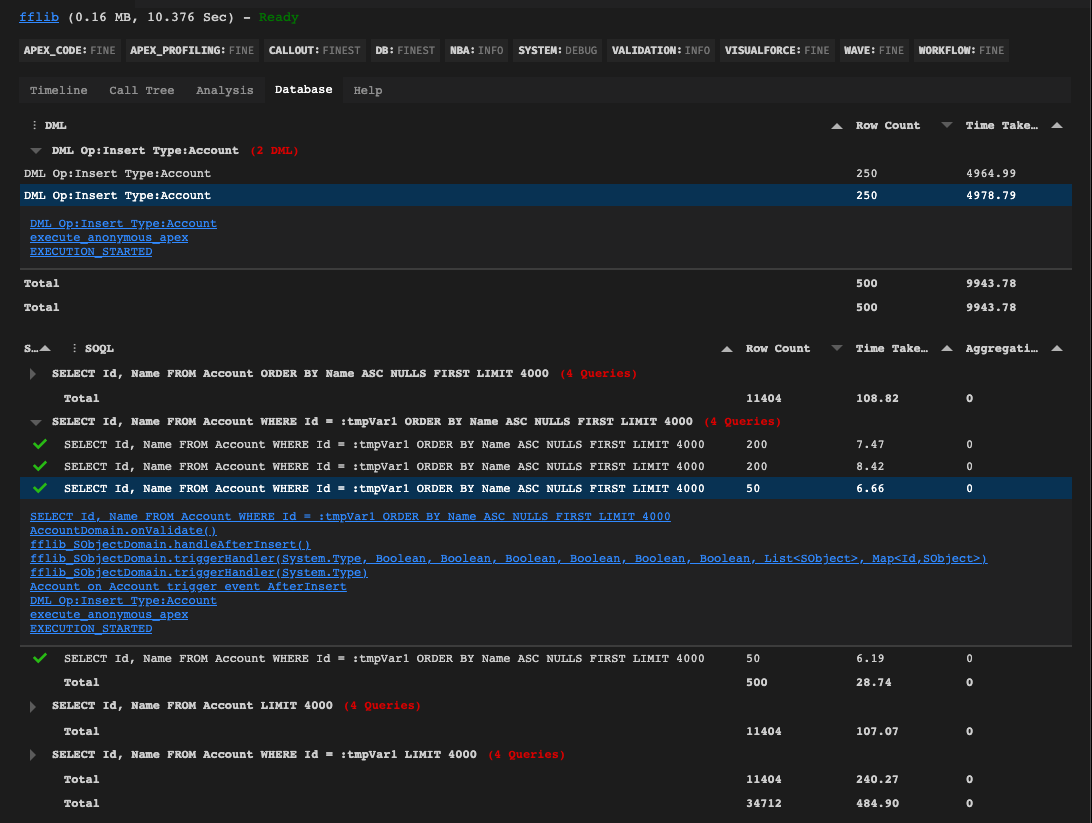 fflib (0.16 MB, 10.376 Sec) - Ready
APEX_CODE: FINE APEX_PROFILING: FINE CALLOUT: FINEST DB: FINEST NBA: INFO SYSTEM: DEBUG VALIDATION: INFO VISUALFORCE: FINE WAVE: FINE WORKFLOW: FINE
Timeline Call Tree Analysis Database Help
DML Row Count Time Take…
DML Op:Insert Type:Account (2 DML)
DML Op:Insert Type:Account 250 4964.99
DML Op:Insert Type:Account 250 4978.79
DML Op:Insert Type:Account
execute_anonymous_apex
EXECUTION_STARTED
Total 500 9943.78
Total 500 9943.78
S… SOQL Row Count Time Take… Aggregati…
SELECT Id, Name FROM Account ORDER BY Name ASC NULLS FIRST LIMIT 4000 (4 Queries)
Total 11404 108.82 0
SELECT Id, Name FROM Account WHERE Id = :tmpVar1 ORDER BY Name ASC NULLS FIRST LIMIT 4000 (4 Queries)
SELECT Id, Name FROM Account WHERE Id = :tmpVar1 ORDER BY Name ASC NULLS FIRST LIMIT 4000 200 7.47 0
SELECT Id, Name FROM Account WHERE Id = :tmpVar1 ORDER BY Name ASC NULLS FIRST LIMIT 4000 200 8.42 0
SELECT Id, Name FROM Account WHERE Id = :tmpVar1 ORDER BY Name ASC NULLS FIRST LIMIT 4000 50 6.66 0
SELECT Id, Name FROM Account WHERE Id = :tmpVar1 ORDER BY Name ASC NULLS FIRST LIMIT 4000
AccountDomain.onValidate()
fflib_SObjectDomain.handleAfterInsert()
fflib_SObjectDomain.triggerHandler(System.Type, Boolean, Boolean, Boolean, Boolean, Boolean, Boolean, List<SObject>, Map<Id,SObject>)
fflib_SObjectDomain.triggerHandler(System.Type)
Account on Account trigger event AfterInsert
DML Op:Insert Type:Account
execute_anonymous_apex
EXECUTION_STARTED
SELECT Id, Name FROM Account WHERE Id = :tmpVar1 ORDER BY Name ASC NULLS FIRST LIMIT 4000 50 6.19 0
Total 500 28.74 0
SELECT Id, Name FROM Account LIMIT 4000 (4 Queries)
Total 11404 107.07 0
SELECT Id, Name FROM Account WHERE Id = :tmpVar1 LIMIT 4000 (4 Queries)
Total 11404 240.27 0
Total 34712 484.90 0